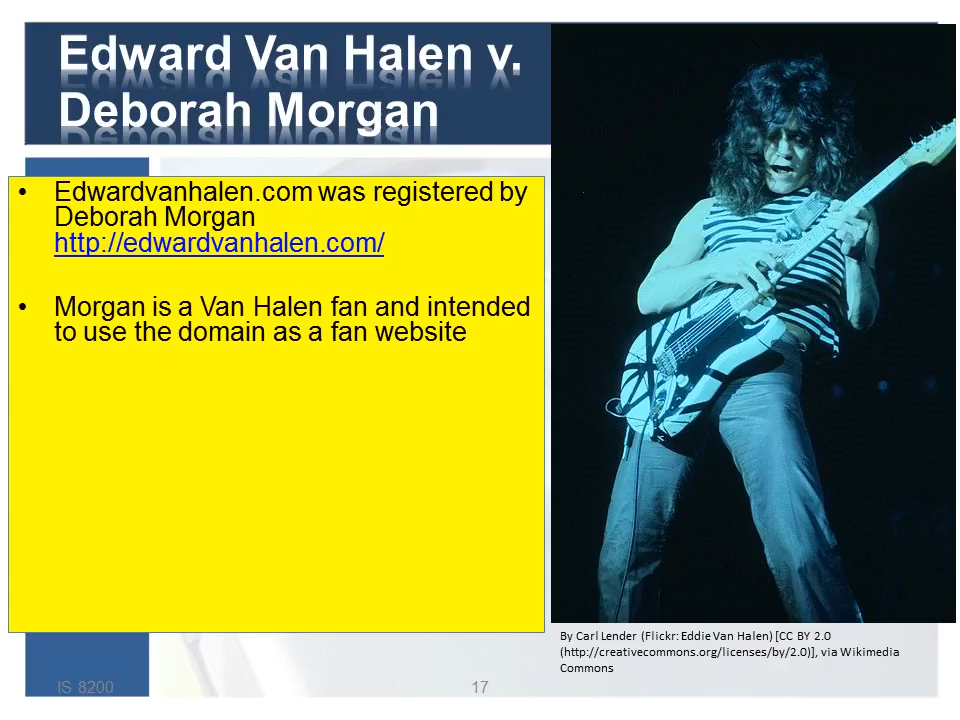 Edward Van Halen v.
Deborah Morgan
• Edwardvanhalen.com was registered by
Deborah Morgan
http://edwardvanhalen.com/
• Morgan is a Van Halen fan and intended
to use the domain as a fan website
By Carl Lender (Flickr: Eddie Van Halen) [CC BY 2.0
(http://creativecommons.org/licenses/by/2.0)], via Wikimedia
Commons
IS 8200
17